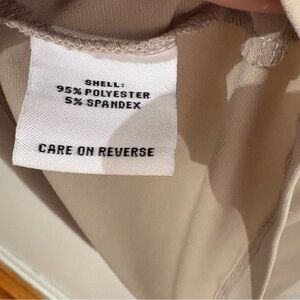 SHELL:
95% POLYESTER
5% SPANDEX
CARE ON REVERSE